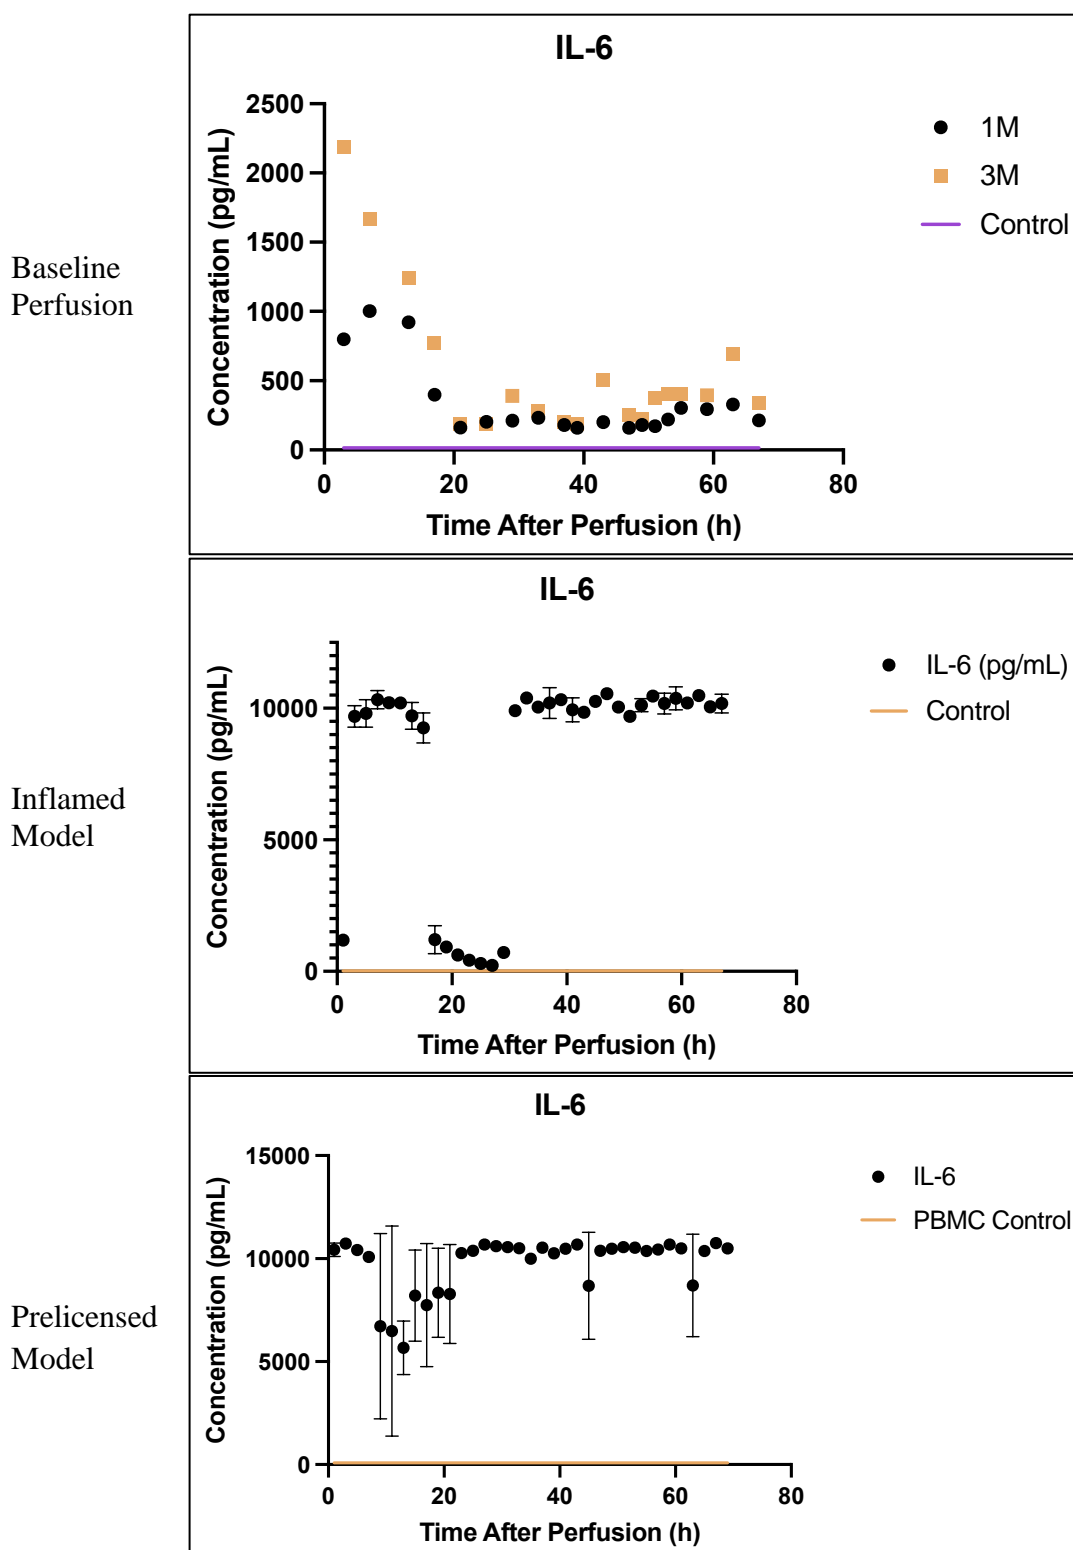 Baseline
Perfusion
IL-6
Concentration (pg/mL)
2500
2000
1500
1000
500
0
0 20 40 60 80
Time After Perfusion (h)
1M
3M
Control
Inflamed
Model
IL-6
Concentration (pg/mL)
10000
5000
0
0 20 40 60 80
Time After Perfusion (h)
IL-6 (pg/mL)
Control
Prelicensed
Model
IL-6
Concentration (pg/mL)
15000
10000
5000
0
0 20 40 60 80
Time After Perfusion (h)
IL-6
PBMC Control